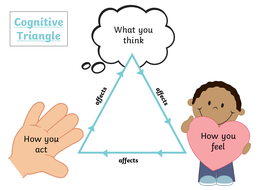 Cognitive
Triangle
What you
think
affects
affects
How you
act
How you
feel
affects